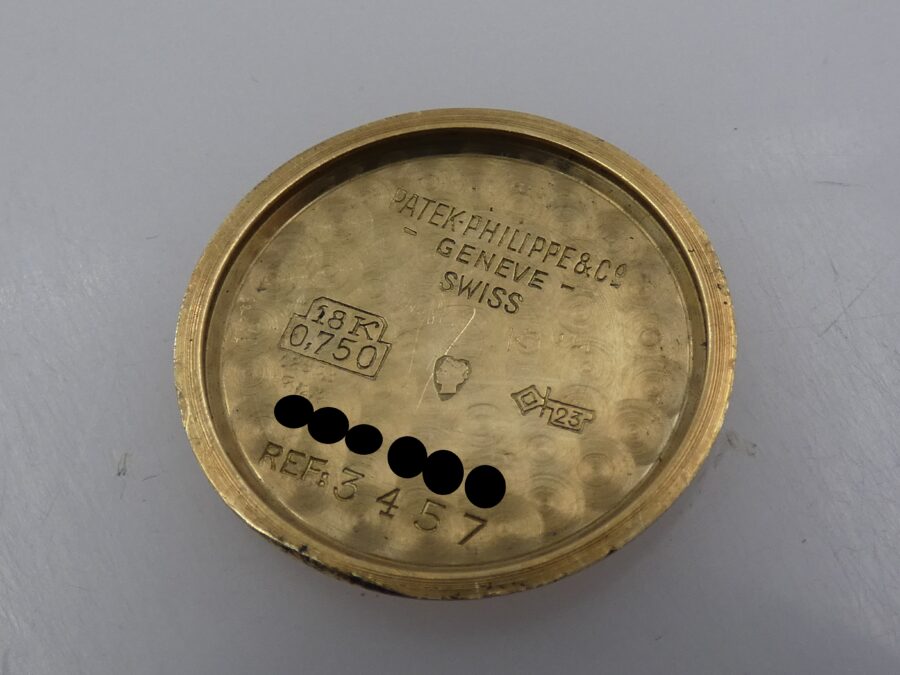 PATEK-PHILIPPE & Cº
- GENEVE -
SWISS
18K
0,750
23
REF: 3457